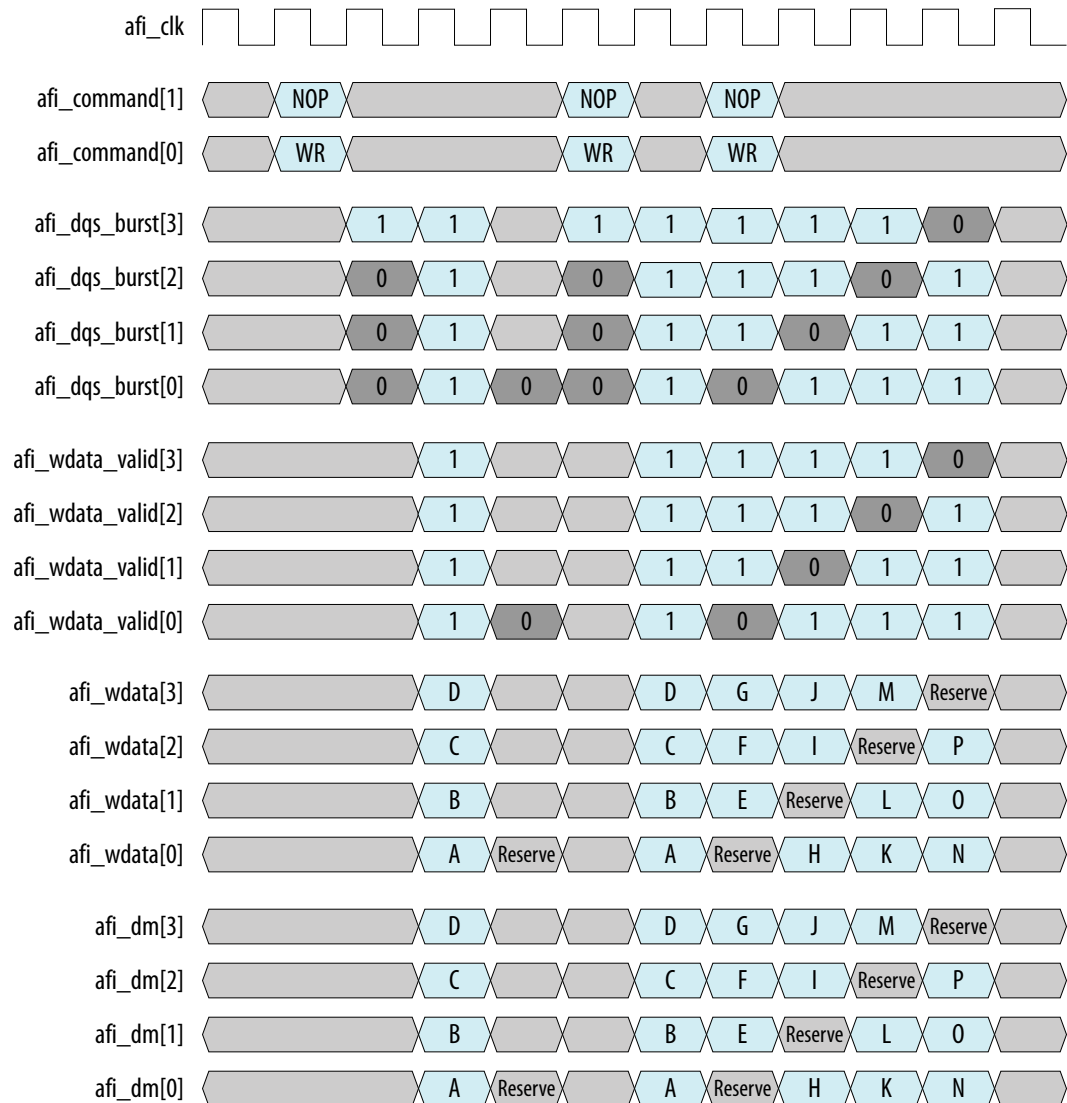 afi_clk
afi_command[1] NOP NOP NOP
afi_command[0] WR WR WR
afi_dqs_burst[3] 1 1 1 1 1 1 1 0
afi_dqs_burst[2] 0 1 0 1 1 1 0 1
afi_dqs_burst[1] 0 1 0 1 1 0 1 1
afi_dqs_burst[0] 0 1 0 0 1 0 1 1 1
afi_wdata_valid[3] 1 1 1 1 1 0
afi_wdata_valid[2] 1 1 1 1 0 1
afi_wdata_valid[1] 1 1 1 0 1 1
afi_wdata_valid[0] 1 0 1 0 1 1 1
afi_wdata[3] D D G J M Reserve
afi_wdata[2] C C F I Reserve P
afi_wdata[1] B B E Reserve L O
afi_wdata[0] A Reserve A Reserve H K N
afi_dm[3] D D G J M Reserve
afi_dm[2] C C F I Reserve P
afi_dm[1] B B E Reserve L O
afi_dm[0] A Reserve A Reserve H K N